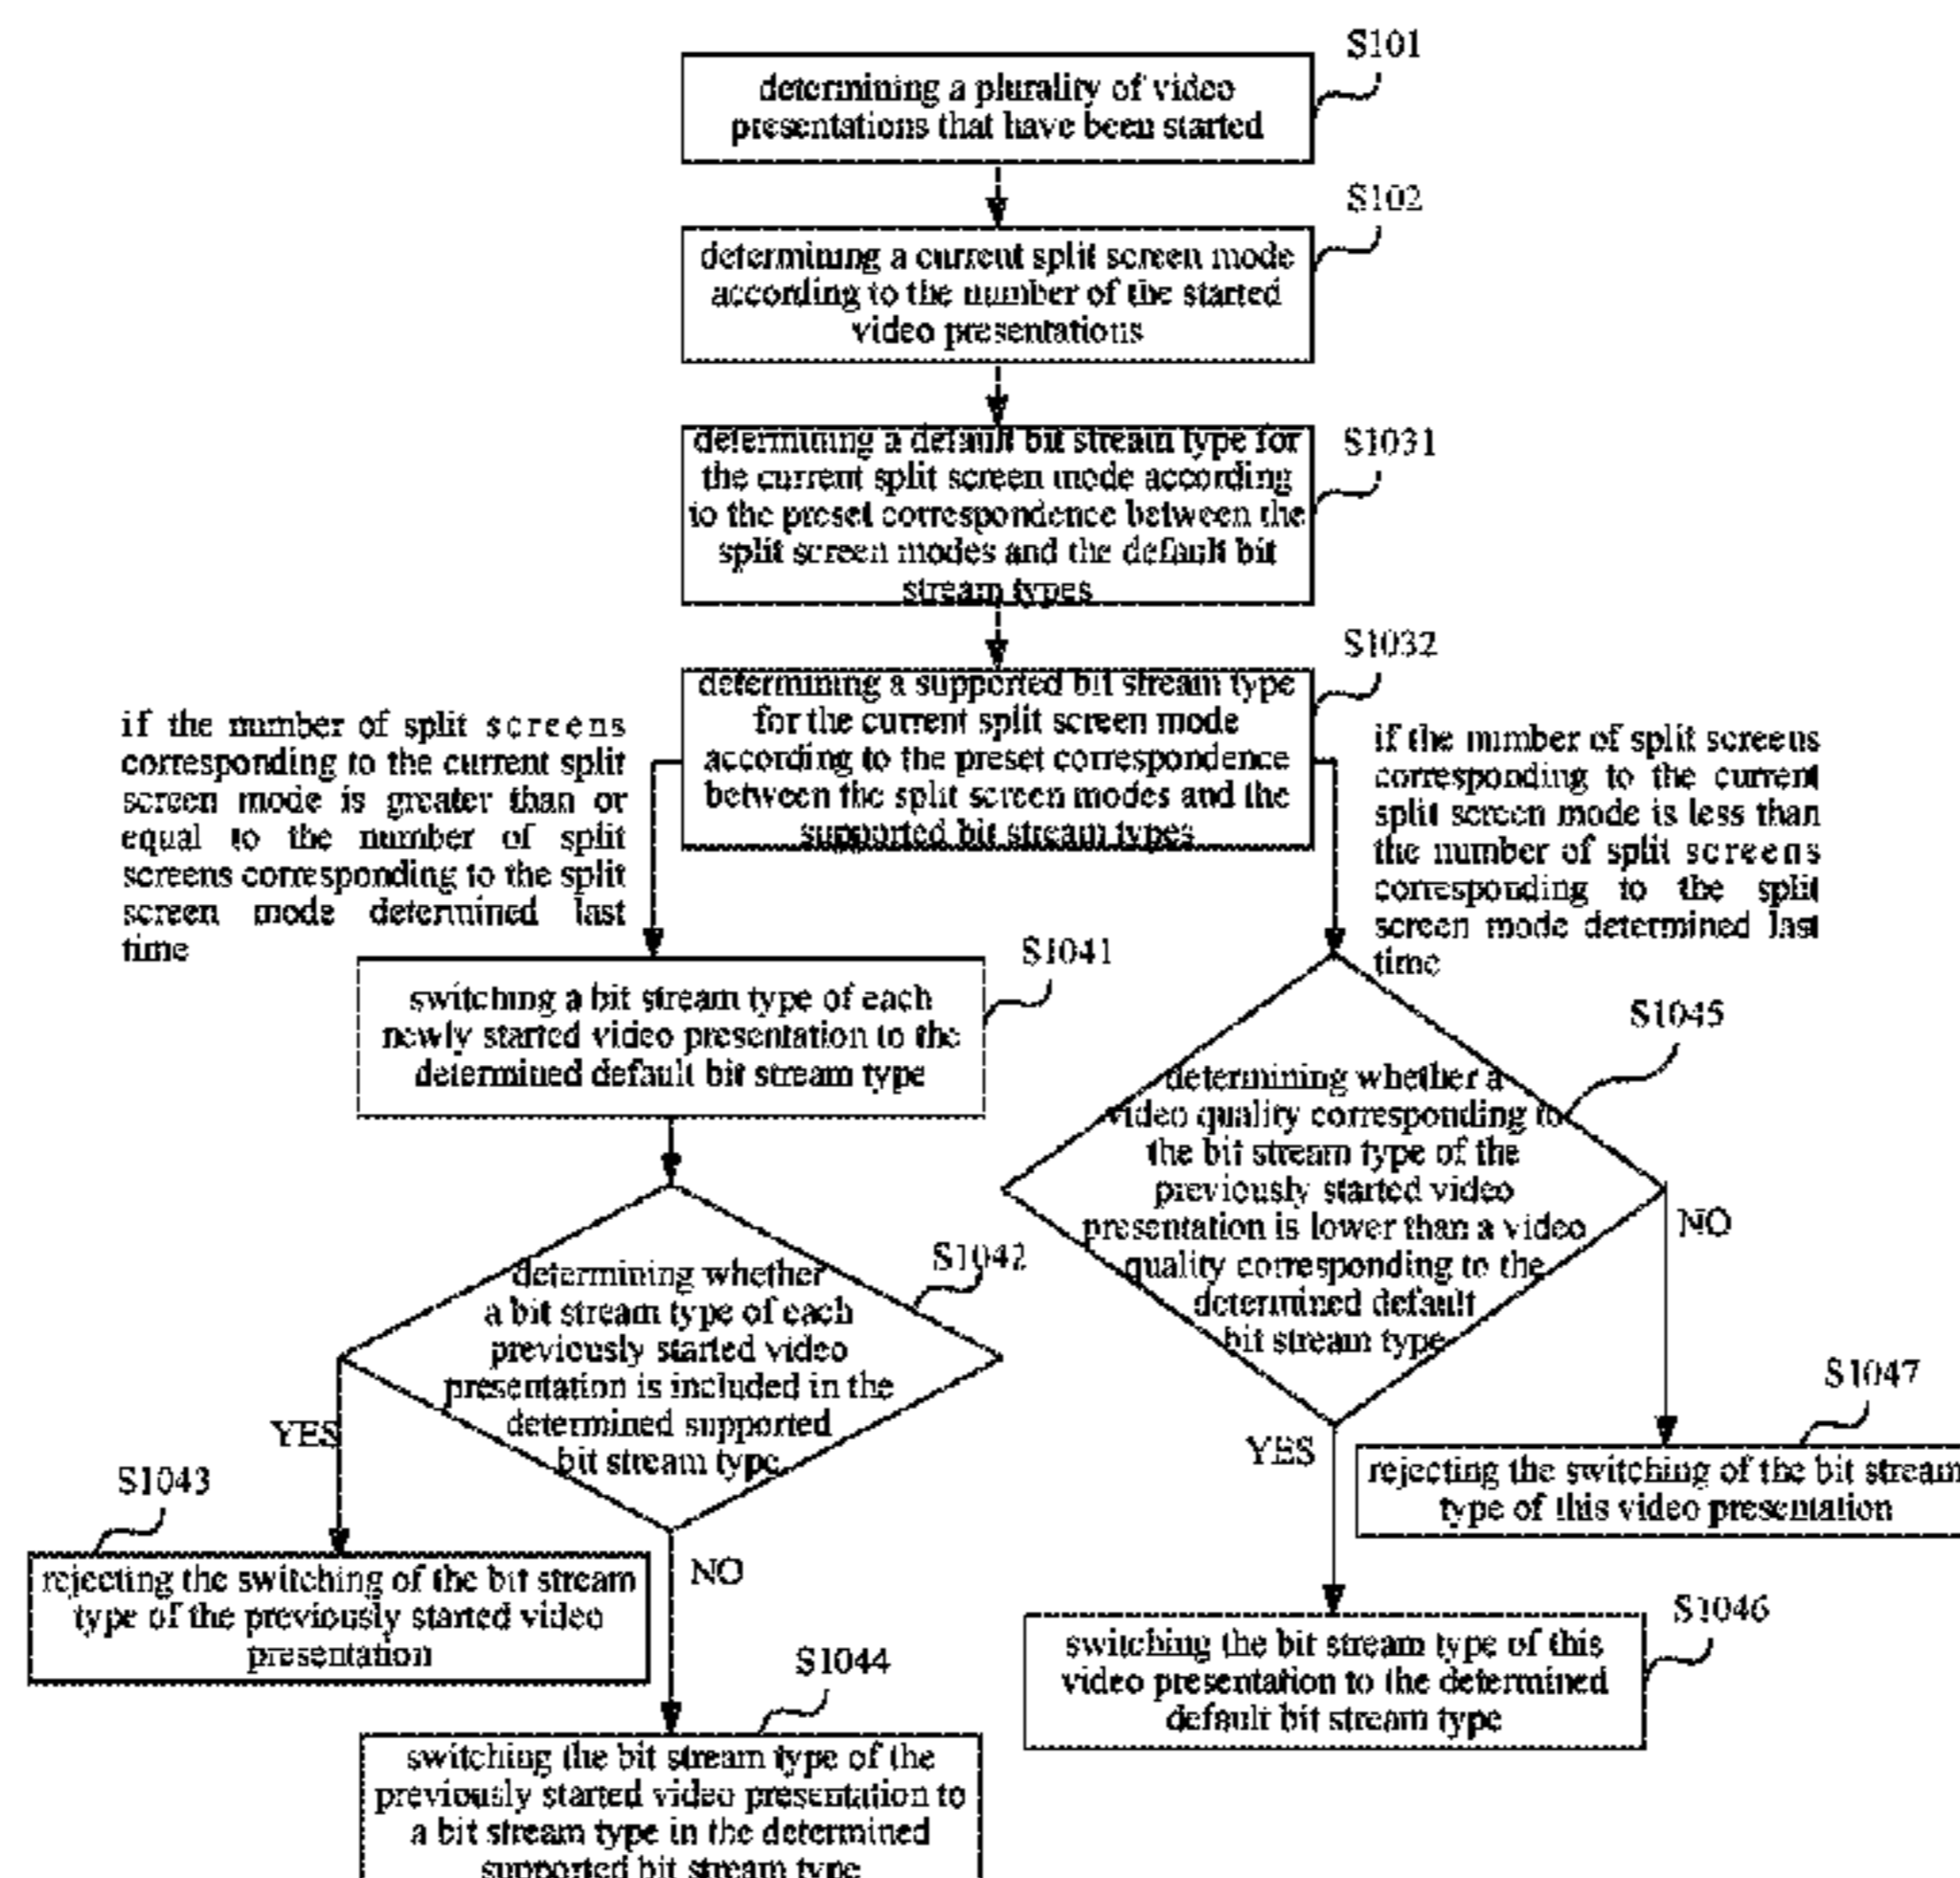 S101
determining a plurality of video
presentations that have been started
S102
determining a current split screen mode
according to the number of the started
video presentations
S1031
determining a default bit stream type for
the current split screen mode according
to the preset correspondence between the
split screen modes and the default bit
stream types
S1032
determining a supported bit stream type
for the current split screen mode
according to the preset correspondence
between the split screen modes and the
supported bit stream types
if the number of split screens
corresponding to the current split
screen mode is greater than or
equal to the number of split
screens corresponding to the split
screen mode determined last
time
if the number of split screens
corresponding to the current
split screen mode is less than
the number of split screens
corresponding to the split
screen mode determined last
time
S1041
switching a bit stream type of each
newly started video presentation to the
determined default bit stream type
S1045
determining whether a
video quality corresponding to
the bit stream type of the
previously started video
presentation is lower than a video
quality corresponding to the
determined default
bit stream type
NO
YES
S1042
determining whether
a bit stream type of each
previously started video
presentation is included in the
determined supported
bit stream type
YES
NO
S1043
rejecting the switching of the bit stream
type of the previously started video
presentation
S1047
rejecting the switching of the bit stream
type of this video presentation
S1046
switching the bit stream type of this
video presentation to the determined
default bit stream type
S1044
switching the bit stream type of the
previously started video presentation to
a bit stream type in the determined
supported bit stream type